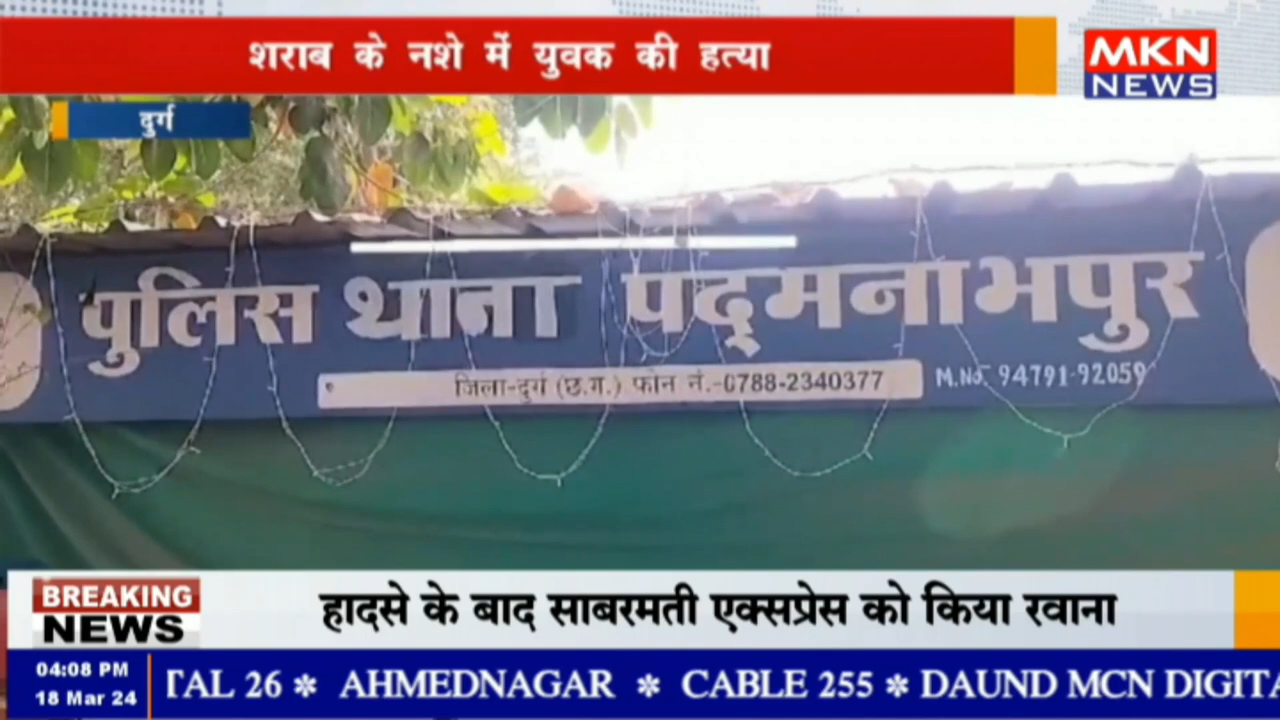 शराब के नशे में युवक की हत्या
MKN
NEWS
दुर्ग
पुलिस थाना पद्मनाभपुर
जिला-दुर्ग (छ.ग.) फोन नं.-0788-2340377
M.No. 94791-92059
BREAKING
NEWS
हादसे के बाद साबरमती एक्सप्रेस को किया रवाना
04:08 PM
18 Mar 24
TAL 26 ✻ AHMEDNAGAR ✻ CABLE 255 ✻ DAUND MCN DIGITA